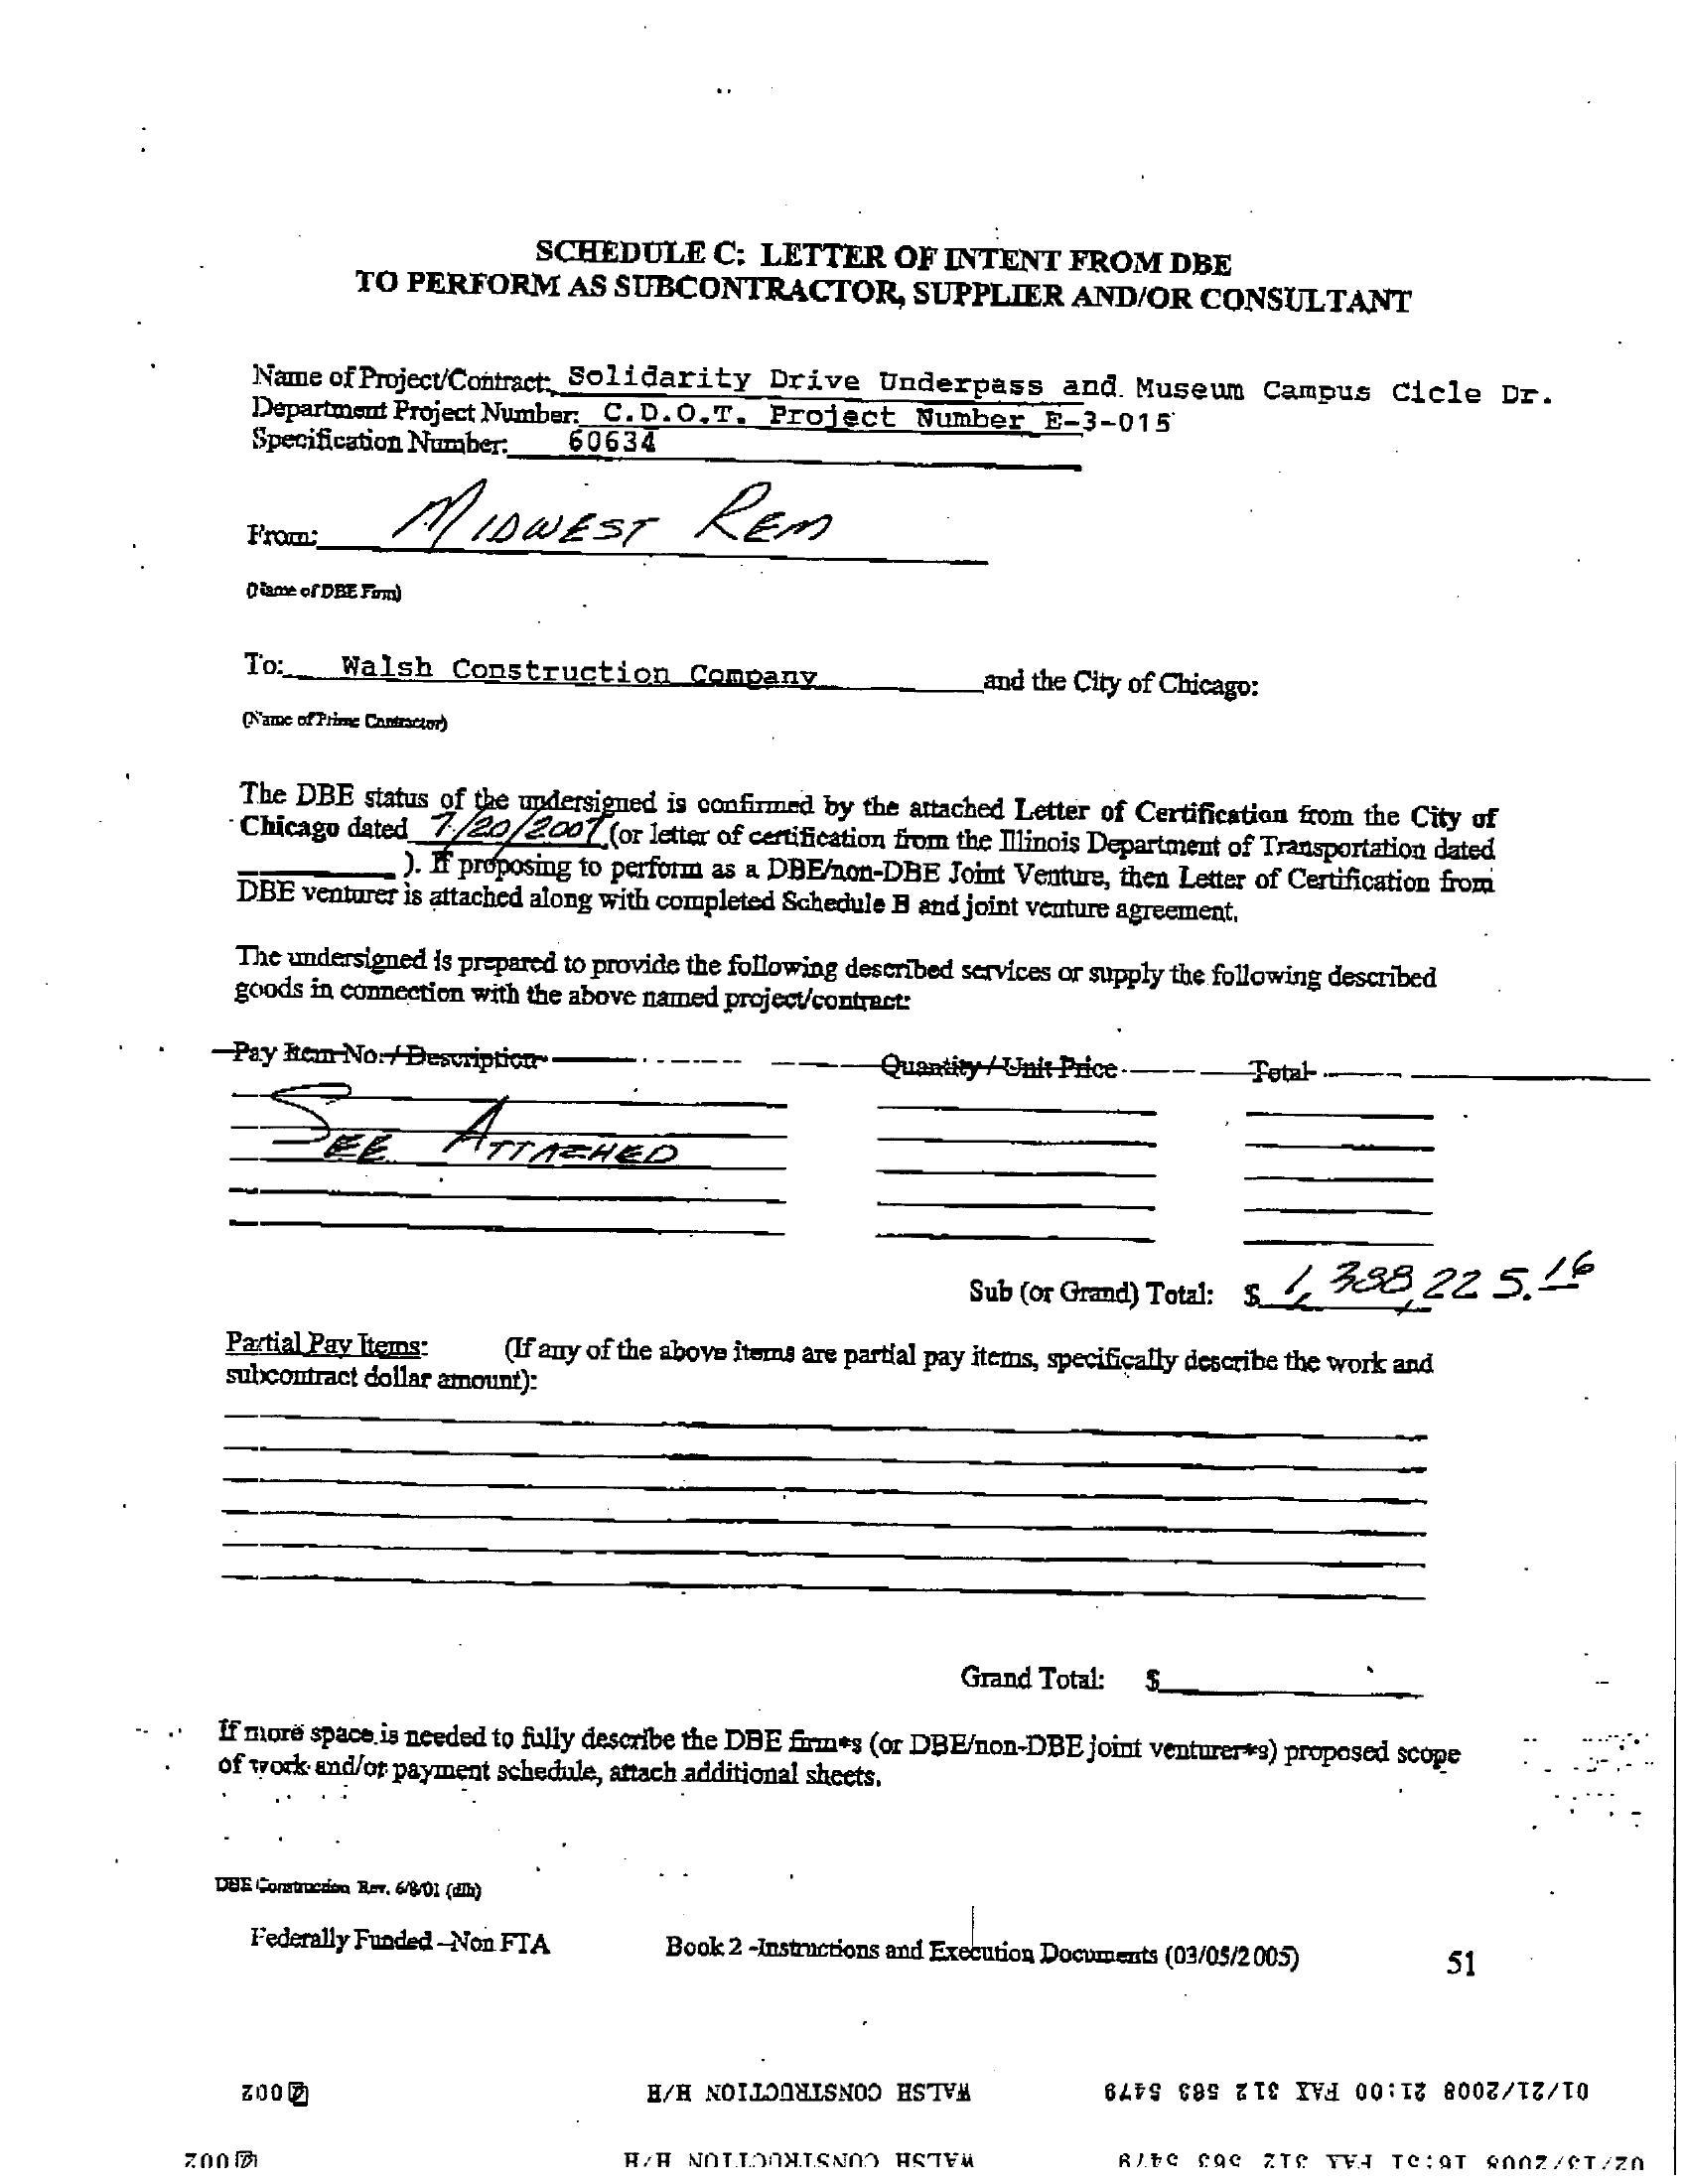 SCHEDULE C: LETTER OF INTENT FROM DBE
TO PERFORM AS SUBCONTRACTOR, SUPPLIER AND/OR CONSULTANT
Name of Project/Contract: Solidarity Drive Underpass and Museum Campus Cicle Dr.
Department Project Number: C.D.O.T. Project Number E-3-015
Specification Number: 60634
From: MIDWEST REM
(Name of DBE Firm)
To: Walsh Construction Company and the City of Chicago:
(Name of Prime Contractor)
The DBE status of the undersigned is confirmed by the attached Letter of Certification from the City of
Chicago dated 7/20/2007 (or letter of certification from the Illinois Department of Transportation dated
). If proposing to perform as a DBE/non-DBE Joint Venture, then Letter of Certification from
DBE venturer is attached along with completed Schedule B and joint venture agreement.
The undersigned is prepared to provide the following described services or supply the following described
goods in connection with the above named project/contract:
Pay Item No. / Description Quantity / Unit Price Total
SEE ATTACHED
Sub (or Grand) Total: $ 1,388,225.16
Partial Pay Items: (If any of the above items are partial pay items, specifically describe the work and
subcontract dollar amount):
Grand Total: $
If more space is needed to fully describe the DBE firm*s (or DBE/non-DBE joint venturer*s) proposed scope
of work and/or payment schedule, attach additional sheets.
DBE Construction Rev. 6/8/01 (dlh)
Federally Funded –Non FTA Book 2 -Instructions and Execution Documents (03/05/2005) 51
01/21/2008 21:00 FAX 312 563 5479 WALSH CONSTRUCTION H/H 002
02/13/2008 16:51 FAX 312 563 5479 WALSH CONSTRUCTION H/H 002